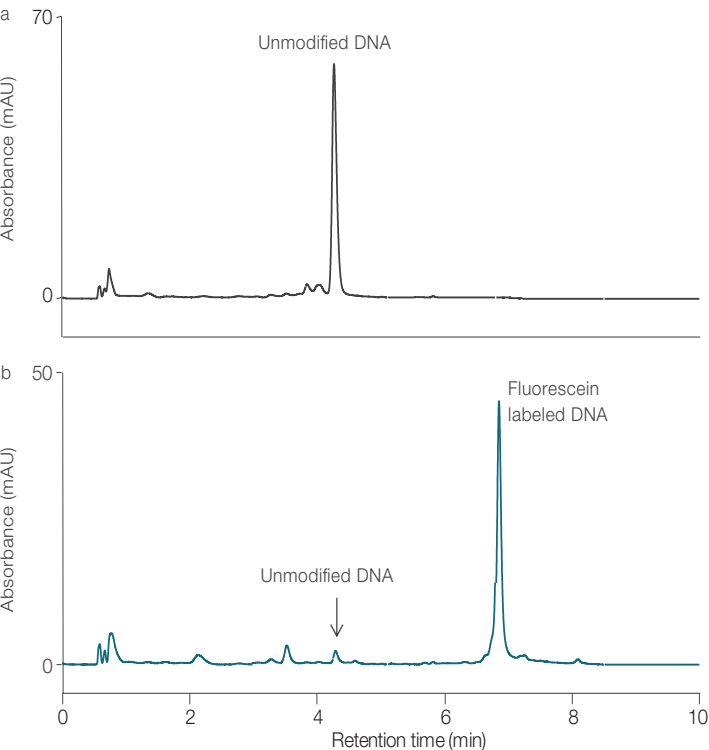 a
70
Unmodified DNA
Absorbance (mAU)
0
b
50
Fluorescein
labeled DNA
Absorbance (mAU)
Unmodified DNA
0
0 2 4 6 8 10
Retention time (min)